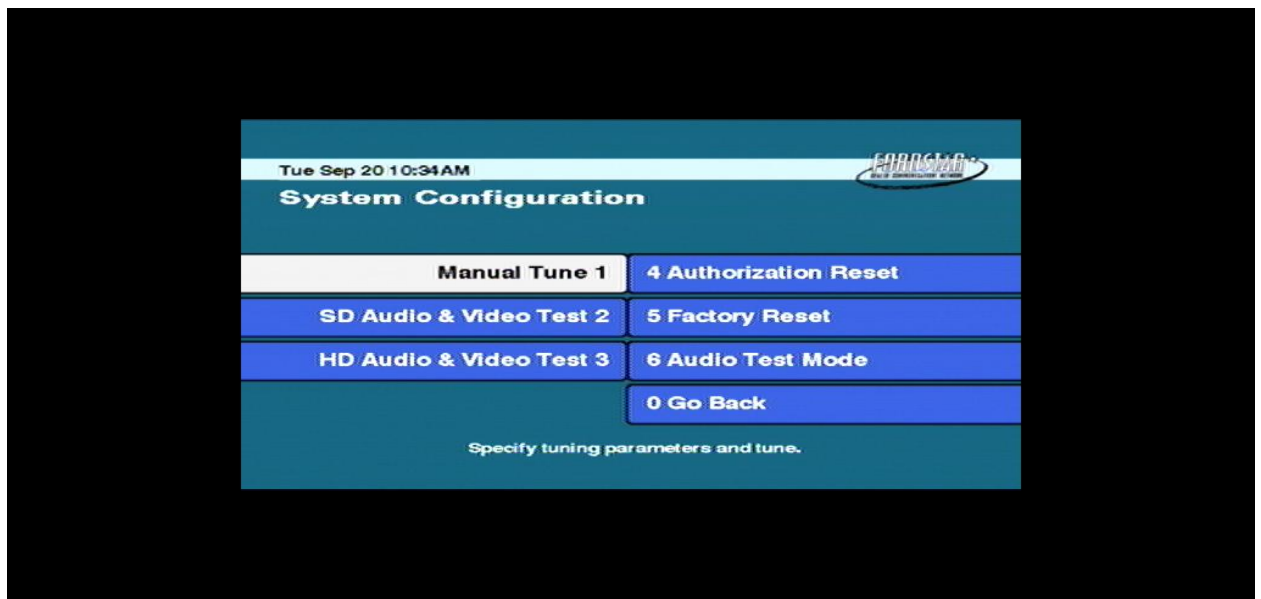 Tue Sep 20 10:34AM
FORDSTAR
System Configuration
Manual Tune 1
4 Authorization Reset
SD Audio & Video Test 2
5 Factory Reset
HD Audio & Video Test 3
6 Audio Test Mode
0 Go Back
Specify tuning parameters and tune.